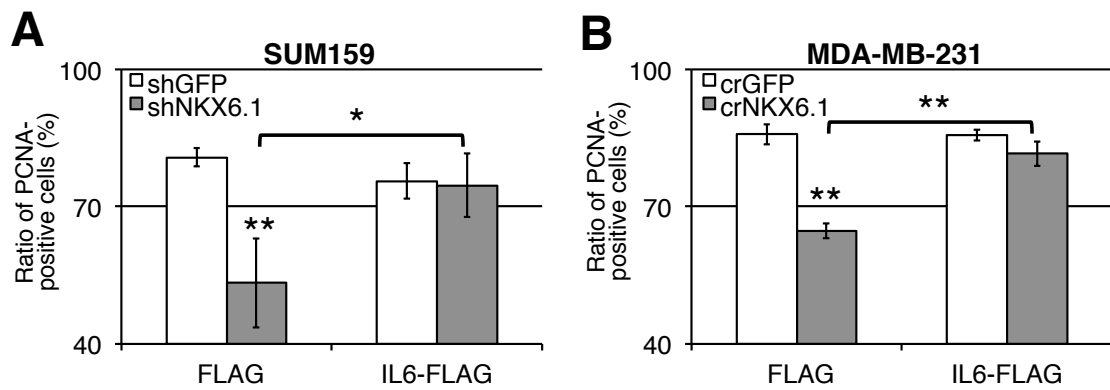 A
SUM159
Ratio of PCNA-
positive cells (%)
100
70
40
shGFP
shNKX6.1
*
**
FLAG
IL6-FLAG
B
MDA-MB-231
Ratio of PCNA-
positive cells (%)
100
70
40
crGFP
crNKX6.1
**
**
FLAG
IL6-FLAG